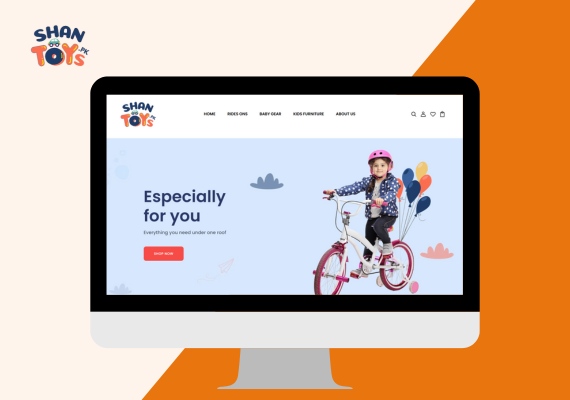 SHAN
TOYS.PK
SHAN
TOYS.PK
HOME RIDES ONS BABY GEAR KIDS FURNITURE ABOUT US
Especially
for you
Everything you need under one roof
SHOP NOW